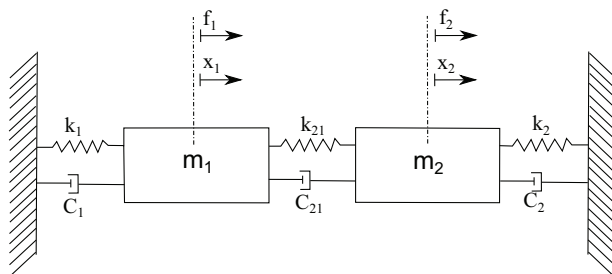 f₁ f₂
x₁ x₂
k₁ k₂₁ k₂
m₁ m₂
C₁ C₂₁ C₂